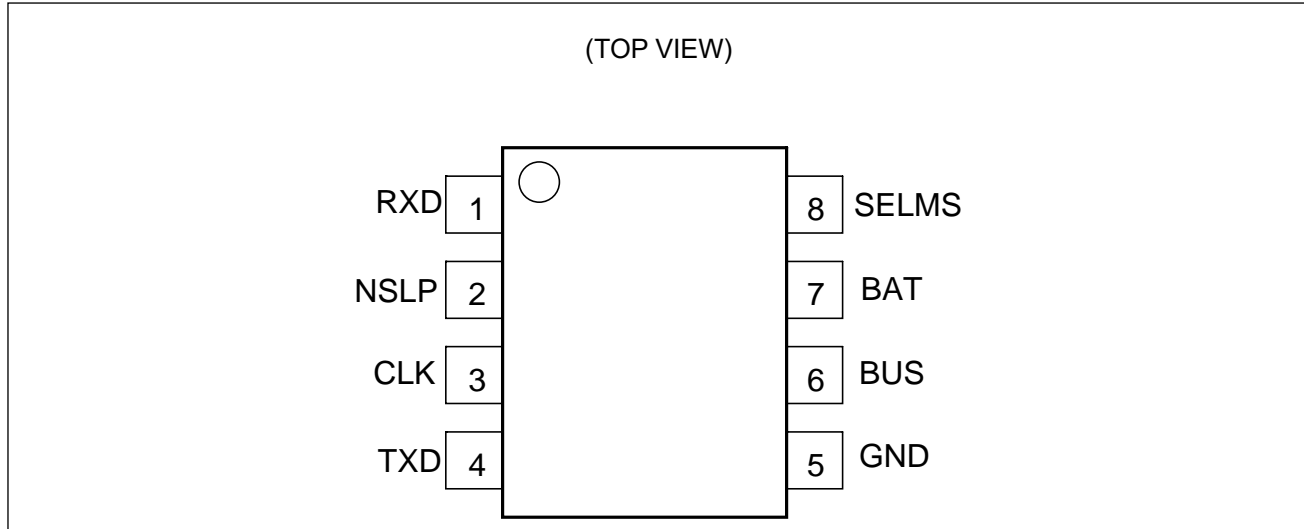 (TOP VIEW)
RXD 1 8 SELMS
NSLP 2 7 BAT
CLK 3 6 BUS
TXD 4 5 GND